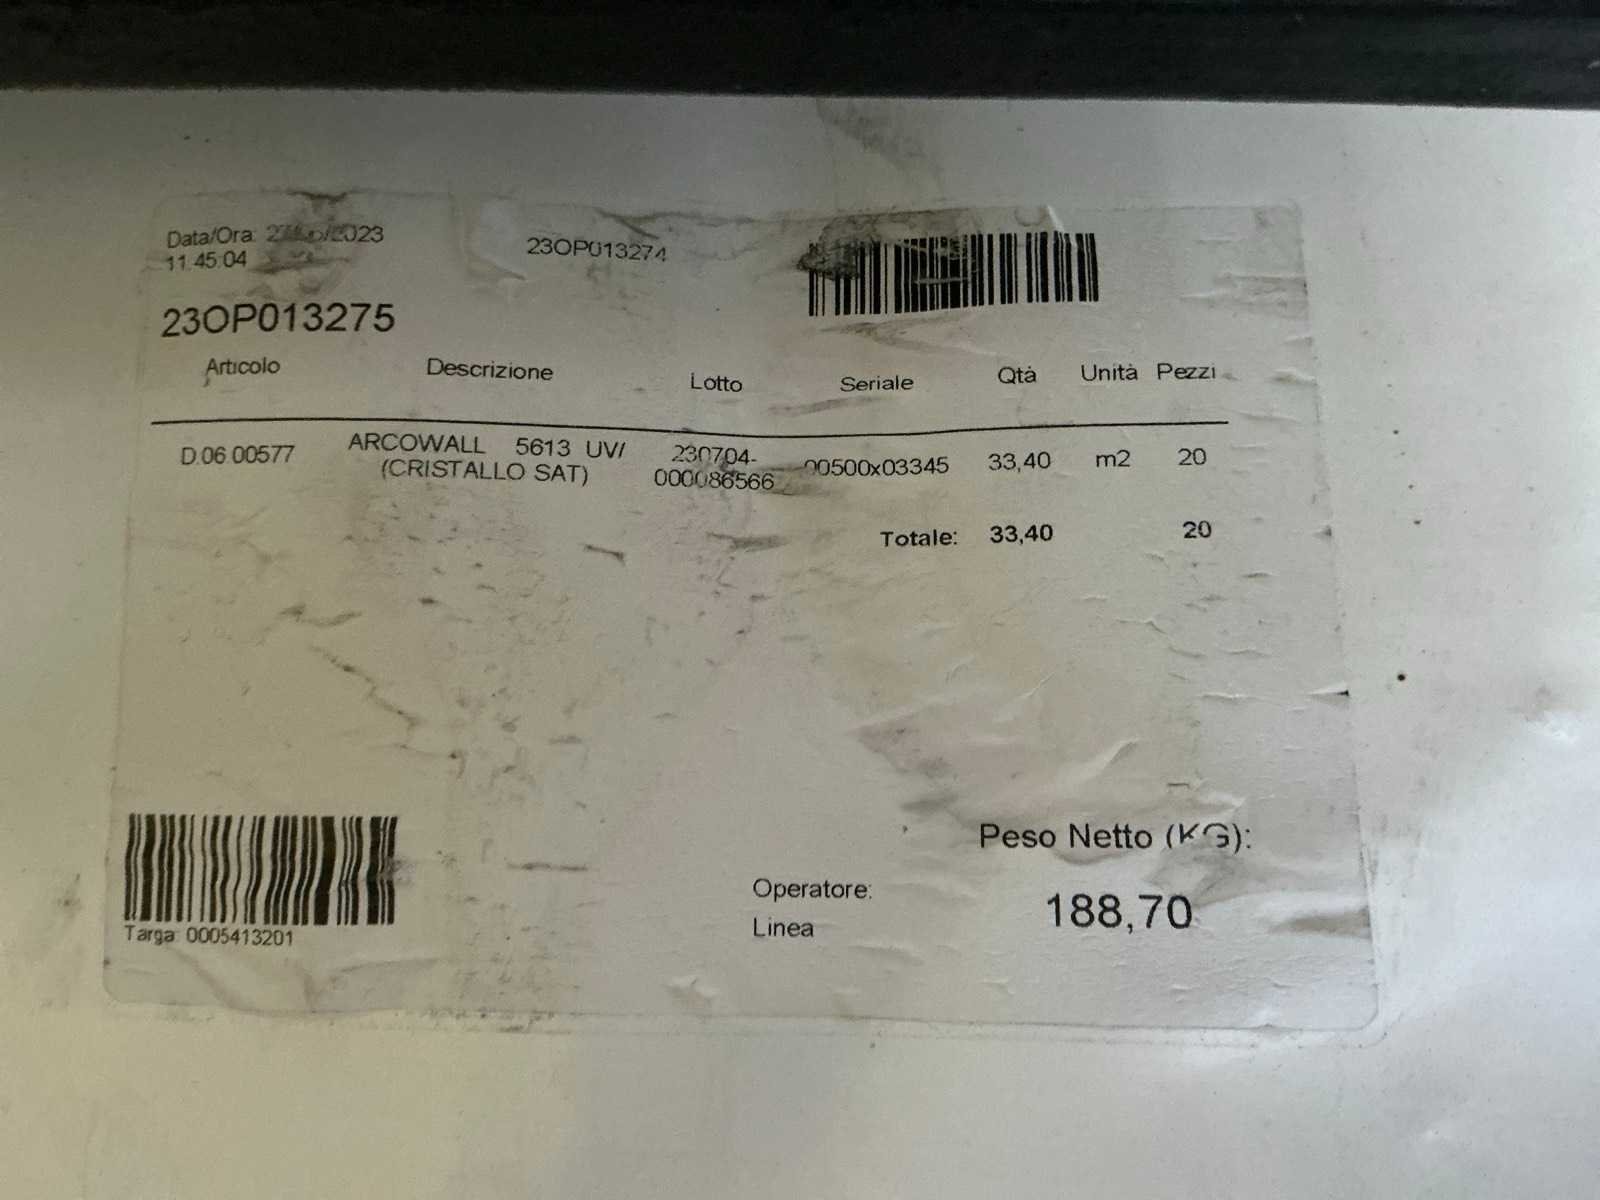 Data/Ora:
11.45:04
23OP013274
23OP013275
Articolo Descrizione Lotto Seriale Qtà Unità Pezzi
D.06.00577 ARCOWALL 5613 UV/ 230704- 00500x03345 33,40 m2 20
(CRISTALLO SAT) 000086566
Totale: 33,40 20
Peso Netto (KG):
Operatore: 188,70
Linea
Targa: 0005413201